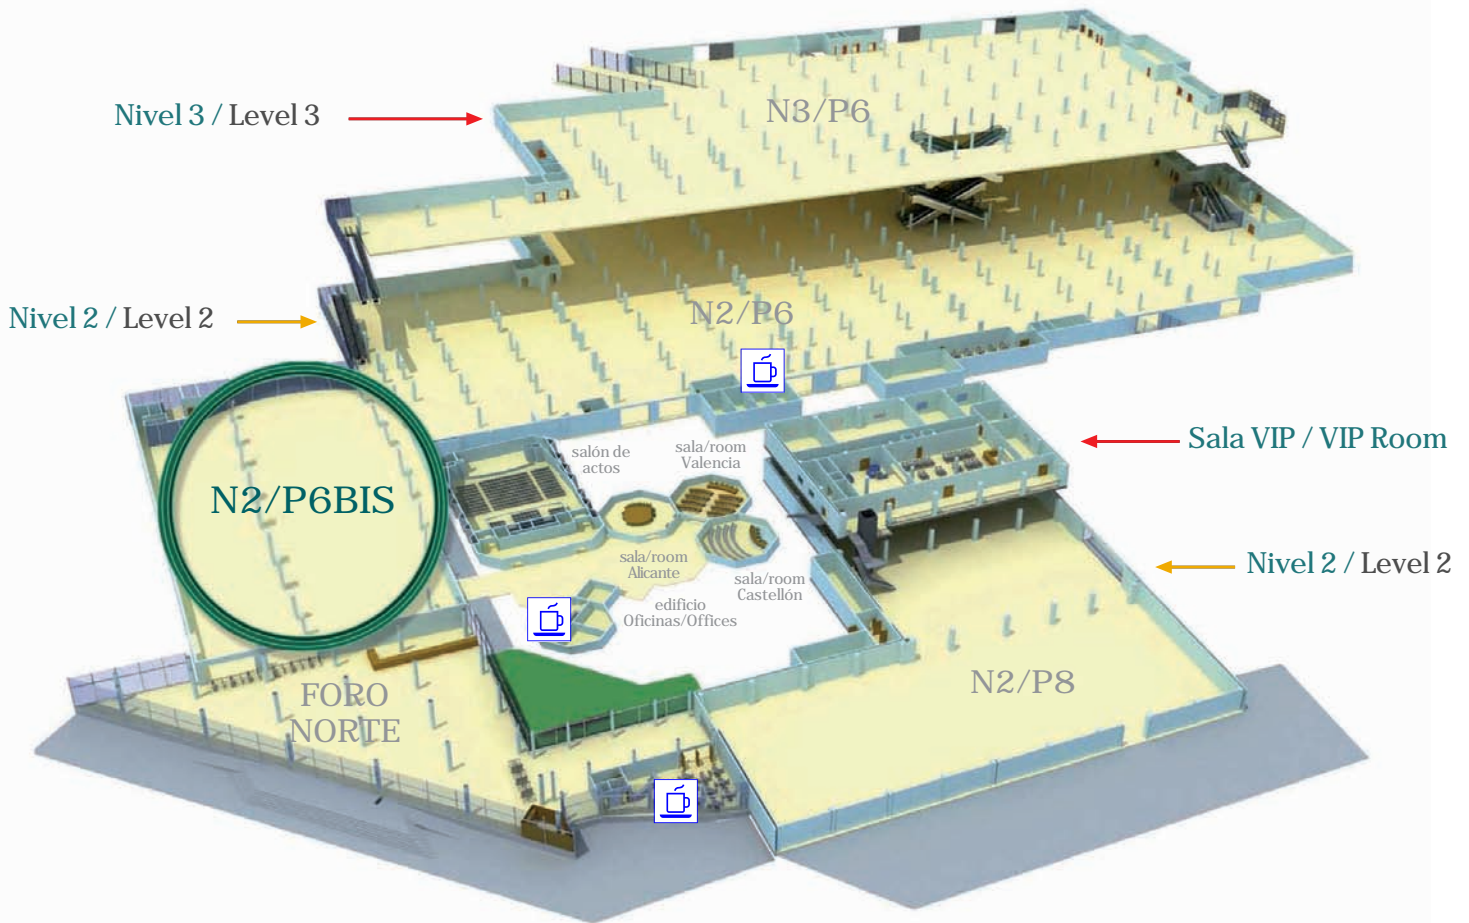 N3/P6
Nivel 3 / Level 3
N2/P6
Nivel 2 / Level 2
salón de
actos
sala/room
Valencia
Sala VIP / VIP Room
N2/P6BIS
sala/room
Alicante
sala/room
Castellón
Nivel 2 / Level 2
edificio
Oficinas/Offices
FORO
NORTE
N2/P8